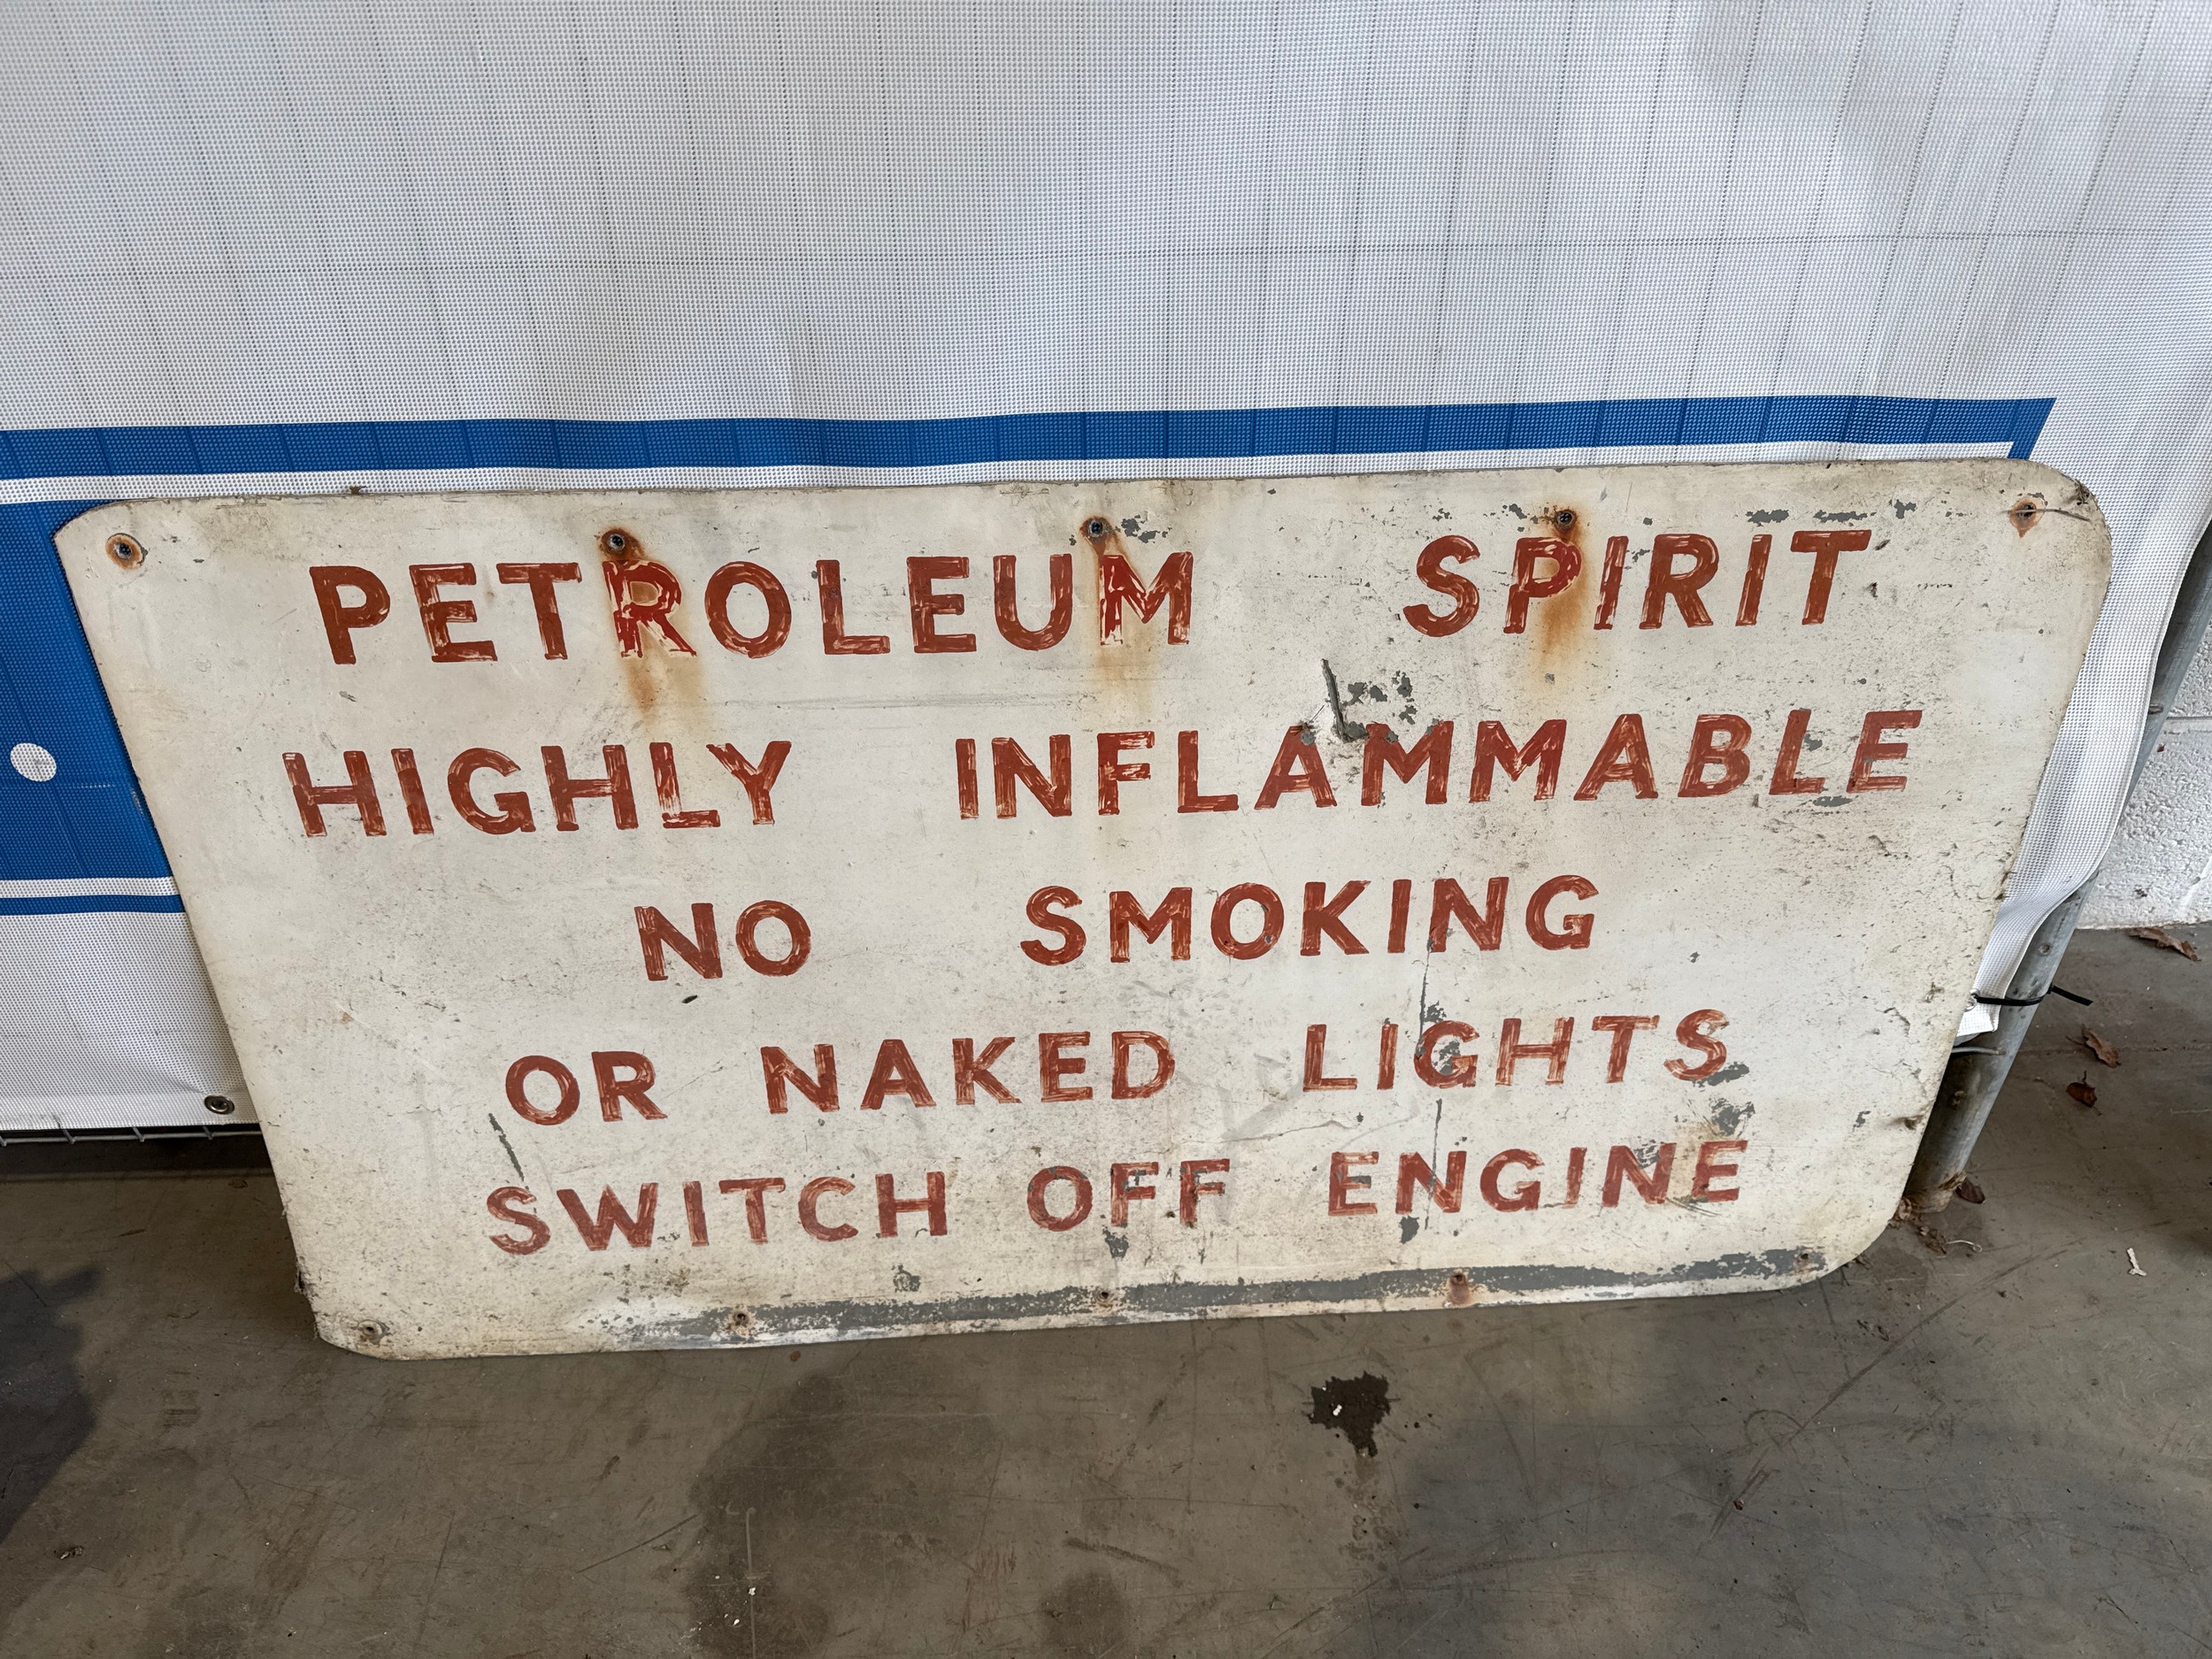 PETROLEUM SPIRIT
HIGHLY INFLAMMABLE
NO SMOKING
OR NAKED LIGHTS
SWITCH OFF ENGINE